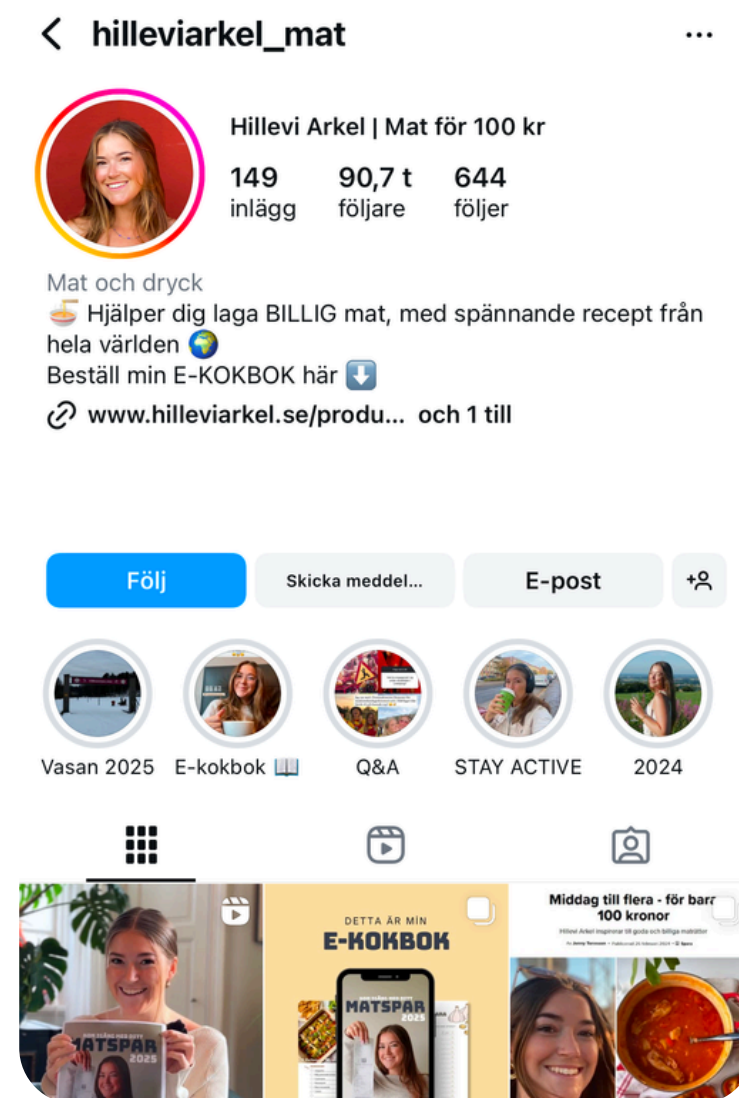 hilleviarkel_mat
Hillevi Arkel | Mat för 100 kr
149 90,7 t 644
inlägg följare följer
Mat och dryck
🍜 Hjälper dig laga BILLIG mat, med spännande recept från
hela världen 🌍
Beställ min E-KOKBOK här ⬇️
www.hilleviarkel.se/produ... och 1 till
Följ Skicka meddel... E-post
Vasan 2025 E-kokbok 📖 Q&A STAY ACTIVE 2024
MATSPAR
2025
DETTA ÄR MIN
E-KOKBOK
MATSPAR
2025
Middag till flera - för bara
100 kronor
Hillevi Arkel inspirerar till goda och billiga maträtter